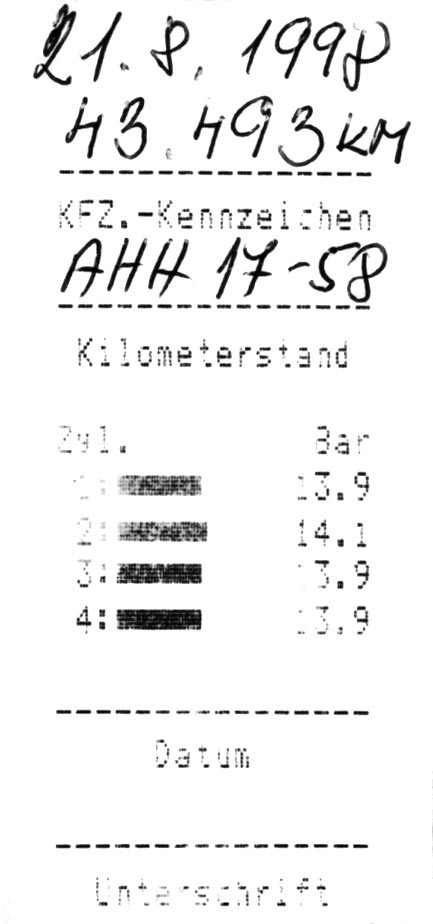 21.8.1998
43.493 KM
KFZ.-Kennzeichen
AHH 17-58
Kilometerstand
Zyl. Bar
1: 13.9
2: 14.1
3: 13.9
4: 13.9
Datum
Unterschrift